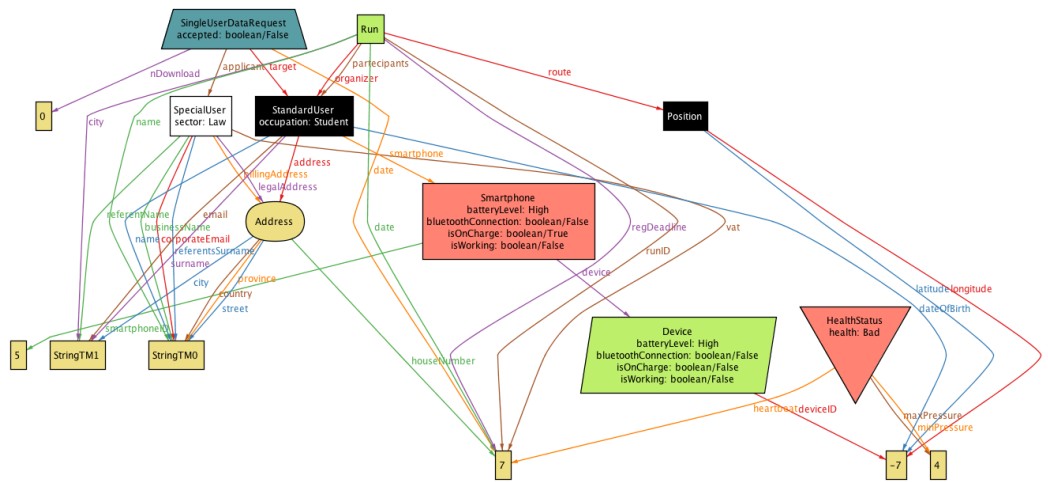 SingleUserDataRequest
accepted: boolean/False
Run
nDownload
applicant
target
organizer
partecipants
route
0
city
name
SpecialUser
sector: Law
StandardUser
occupation: Student
Position
billingAddress
legalAddress
address
smartphone
date
Smartphone
batteryLevel: High
bluetoothConnection: boolean/False
isOnCharge: boolean/True
isWorking: boolean/False
referentName
businessName
name
corporateEmail
email
referentsSurname
surname
Address
date
regDeadline
runID
vat
device
city
province
country
street
latitude
longitude
dateOfBirth
smartphoneID
5
StringTM1
StringTM0
houseNumber
Device
batteryLevel: High
bluetoothConnection: boolean/False
isOnCharge: boolean/False
isWorking: boolean/False
HealthStatus
health: Bad
heartbeat
deviceID
maxPressure
minPressure
7
-7
4